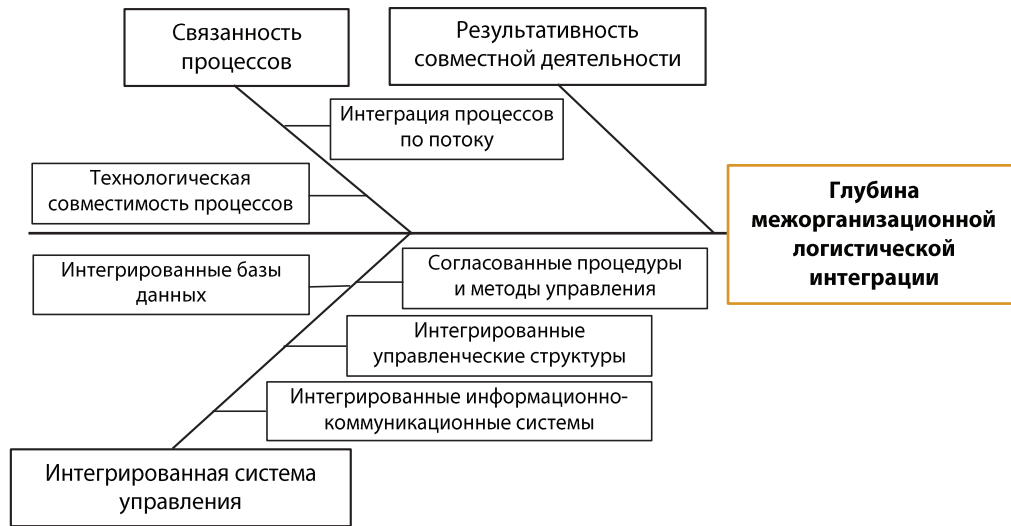 Связанность
процессов
Результативность
совместной деятельности
Интеграция процессов
по потоку
Технологическая
совместимость процессов
Глубина
межорганизационной
логистической
интеграции
Интегрированные базы
данных
Согласованные процедуры
и методы управления
Интегрированные
управленческие структуры
Интегрированные информационно-
коммуникационные системы
Интегрированная система
управления